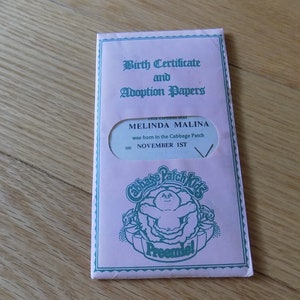 Birth Certificate
and
Adoption Papers
MELINDA MALINA
was born in the Cabbage Patch
on NOVEMBER 1ST
Cabbage Patch Kids
Preemie!